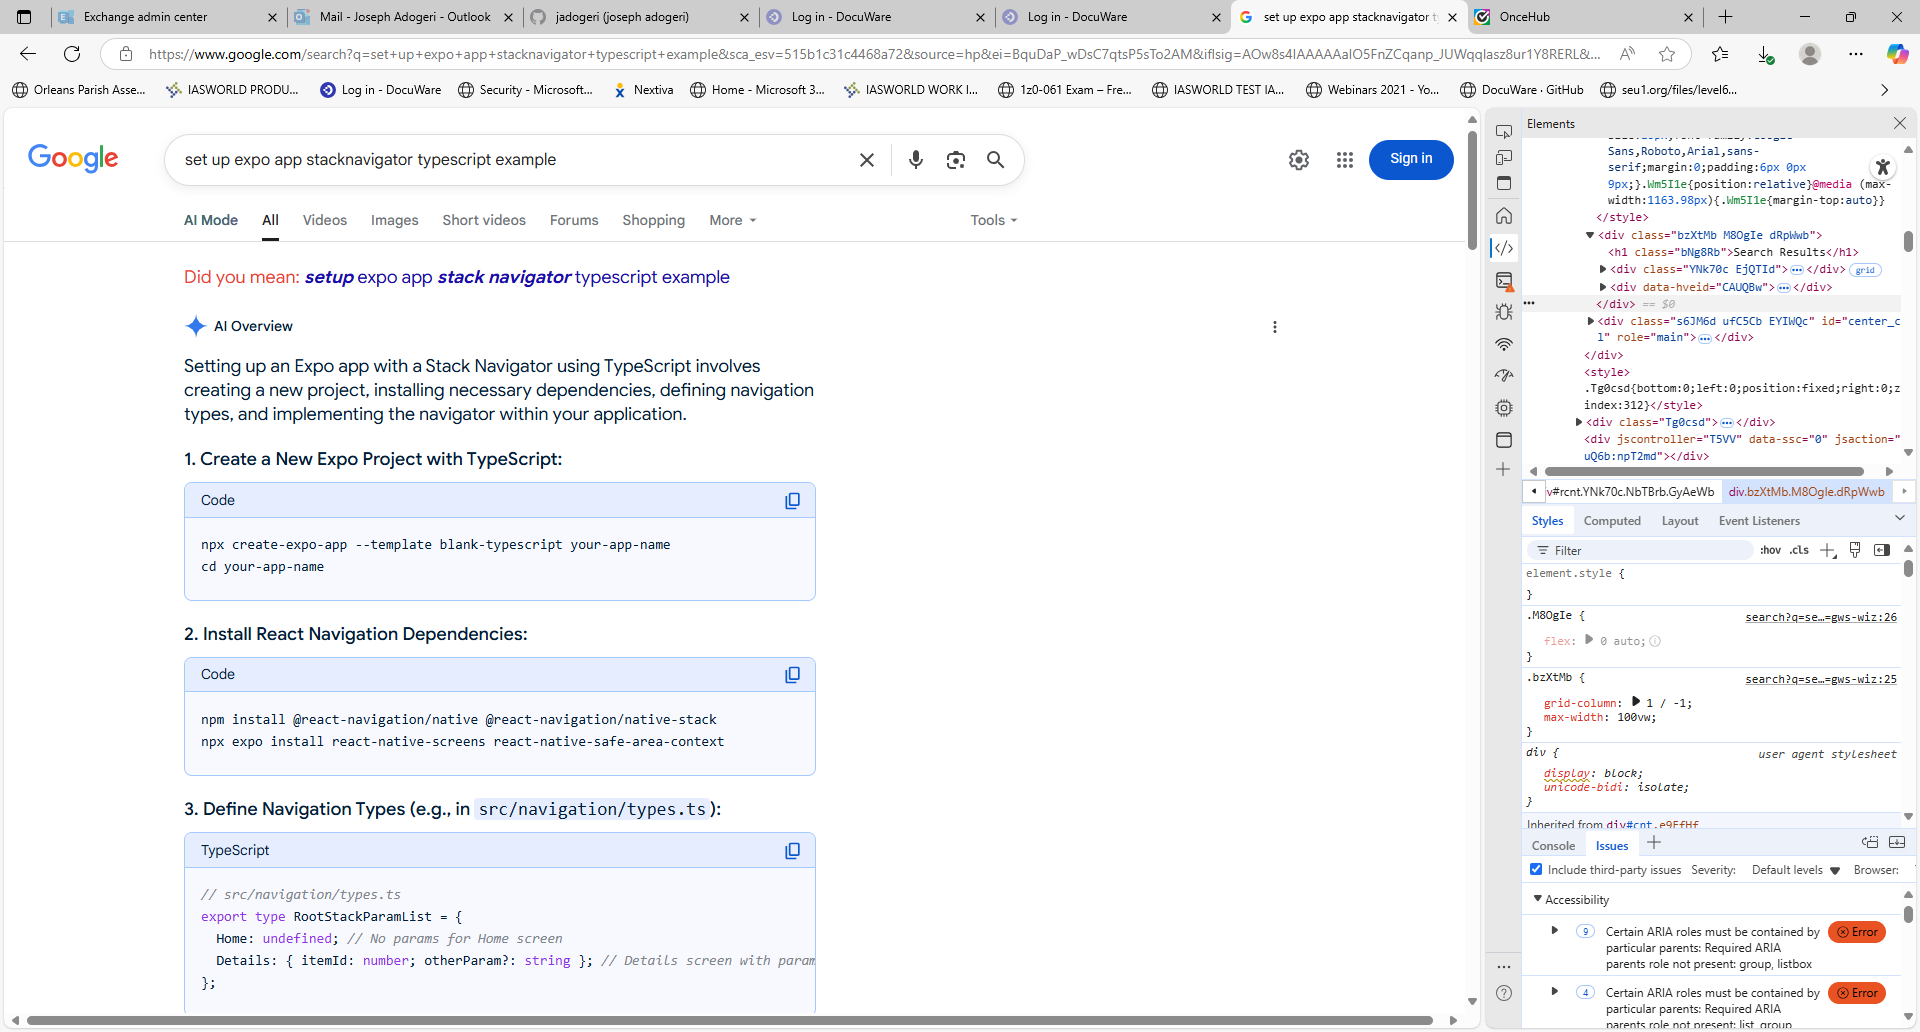 Exchange admin center
Mail - Joseph Adogeri - Outlook
jadogeri (joseph adogeri)
Log in - DocuWare
Log in - DocuWare
set up expo app stacknavigator ty
OnceHub
https://www.google.com/search?q=set+up+expo+app+stacknavigator+typescript+example&sca_esv=515b1c31c4468a72&source=hp&ei=BquDaP_wDsC7qtsP5sTo2AM&iflsig=AOw8s4IAAAAAaIO5FnZCqanp_JUWqqlasz8ur1Y8RERL&...
Orleans Parish Asse...
IASWORLD PRODU...
Log in - DocuWare
Security - Microsoft...
Nextiva
Home - Microsoft 3...
IASWORLD WORK I...
1z0-061 Exam – Fre...
IASWORLD TEST IA...
Webinars 2021 - Yo...
DocuWare · GitHub
seu1.org/files/level6...
Google
set up expo app stacknavigator typescript example
Sign in
AI Mode
All
Videos
Images
Short videos
Forums
Shopping
More
Tools
Did you mean: setup expo app stack navigator typescript example
AI Overview
Setting up an Expo app with a Stack Navigator using TypeScript involves
creating a new project, installing necessary dependencies, defining navigation
types, and implementing the navigator within your application.
1. Create a New Expo Project with TypeScript:
Code
npx create-expo-app --template blank-typescript your-app-name
cd your-app-name
2. Install React Navigation Dependencies:
Code
npm install @react-navigation/native @react-navigation/native-stack
npx expo install react-native-screens react-native-safe-area-context
3. Define Navigation Types (e.g., in src/navigation/types.ts):
TypeScript
// src/navigation/types.ts
export type RootStackParamList = {
Home: undefined; // No params for Home screen
Details: { itemId: number; otherParam?: string }; // Details screen with param
};
Elements
Sans,Roboto,Arial,sans-
serif;margin:0;padding:6px 0px
9px;}.Wm5I1e{position:relative}@media (max-
width:1163.98px){.Wm5I1e{margin-top:auto}}
</style>
<div class="bzXtMb M8OgIe dRpWwb">
<h1 class="bNg8Rb">Search Results</h1>
<div class="YNk70c EjQTId"> ⋯ </div> grid
<div data-hveid="CAUQBw"> ⋯ </div>
</div> == $0
<div class="s6JM6d ufC5Cb EYIWQc" id="center_c
l" role="main"> ⋯ </div>
</div>
<style>
.Tg0csd{bottom:0;left:0;position:fixed;right:0;z
index:312}</style>
<div class="Tg0csd"> ⋯ </div>
<div jscontroller="T5VV" data-ssc="0" jsaction="
uQ6b:npT2md"></div>
v#rcnt.YNk70c.NbTBrb.GyAeWb
div.bzXtMb.M8OgIe.dRpWwb
Styles
Computed
Layout
Event Listeners
Filter
:hov .cls
element.style {
}
.M8OgIe {
search?q=se…=gws-wiz:26
flex: 0 auto;
}
.bzXtMb {
search?q=se…=gws-wiz:25
grid-column: 1 / -1;
max-width: 100vw;
}
div {
user agent stylesheet
display: block;
unicode-bidi: isolate;
}
Inherited from div#cnt.e9EfHf
Console
Issues
Include third-party issues
Severity:
Default levels
Browser:
Accessibility
9
Certain ARIA roles must be contained by
particular parents: Required ARIA
parents role not present: group, listbox
Error
4
Certain ARIA roles must be contained by
particular parents: Required ARIA
parents role not present: list, group
Error